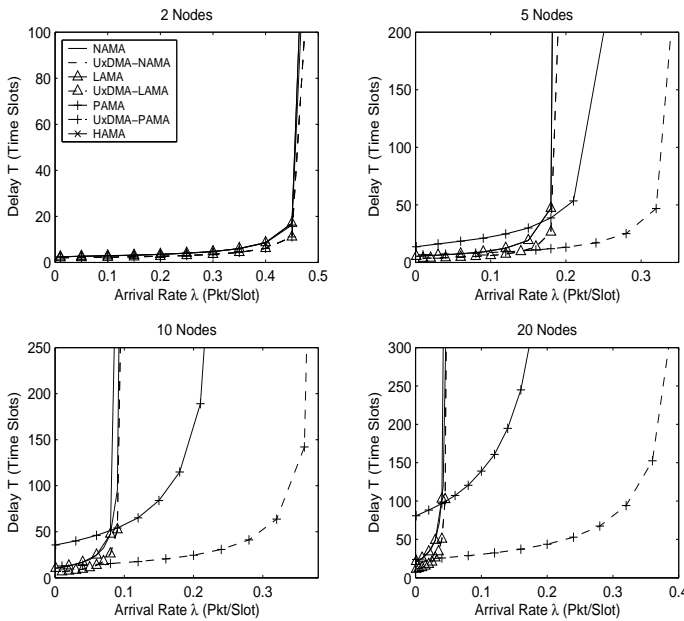 2 Nodes
100
80
60
40
20
0
Delay T (Time Slots)
0 0.1 0.2 0.3 0.4 0.5
Arrival Rate λ (Pkt/Slot)
NAMA
UxDMA−NAMA
LAMA
UxDMA−LAMA
PAMA
UxDMA−PAMA
HAMA
5 Nodes
200
150
100
50
0
Delay T (Time Slots)
0 0.1 0.2 0.3
Arrival Rate λ (Pkt/Slot)
10 Nodes
250
200
150
100
50
0
Delay T (Time Slots)
0 0.1 0.2 0.3
Arrival Rate λ (Pkt/Slot)
20 Nodes
300
250
200
150
100
50
0
Delay T (Time Slots)
0 0.1 0.2 0.3 0.4
Arrival Rate λ (Pkt/Slot)